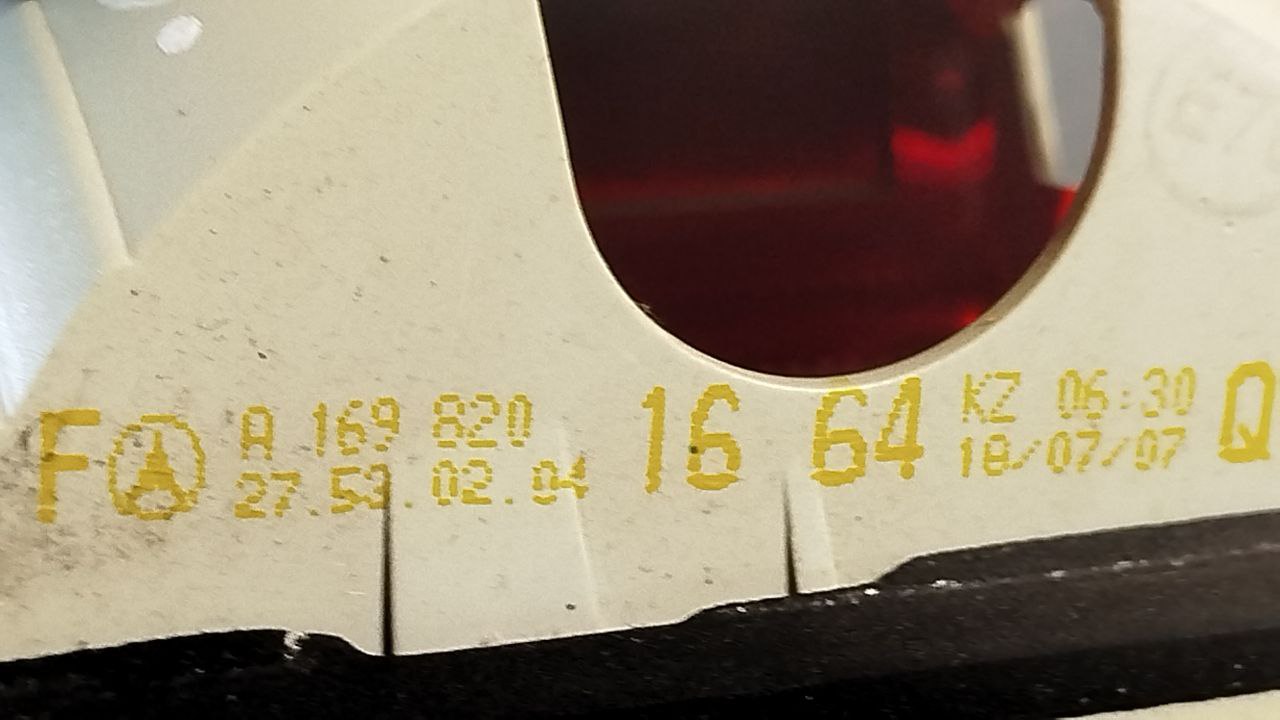 F A 169 820 16 64 KZ 06:30 Q
27.53.02.04 18/07/07